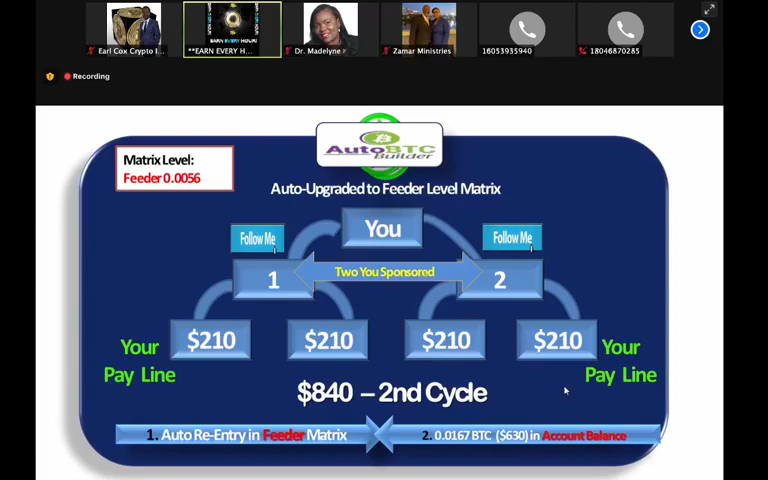 Earl Cox Crypto I...
**EARN EVERY H...
Dr. Madelyne
Zamar Ministries
16053935940
18046870285
EARN EVERY HOUR!
Recording
AutoBTC
Builder
Matrix Level:
Feeder 0.0056
Auto-Upgraded to Feeder Level Matrix
You
Follow Me
Follow Me
1
Two You Sponsored
2
$210
$210
$210
$210
Your
Pay Line
Your
Pay Line
$840 – 2nd Cycle
1. Auto Re-Entry in Feeder Matrix
2. 0.0167 BTC ($630) in Account Balance